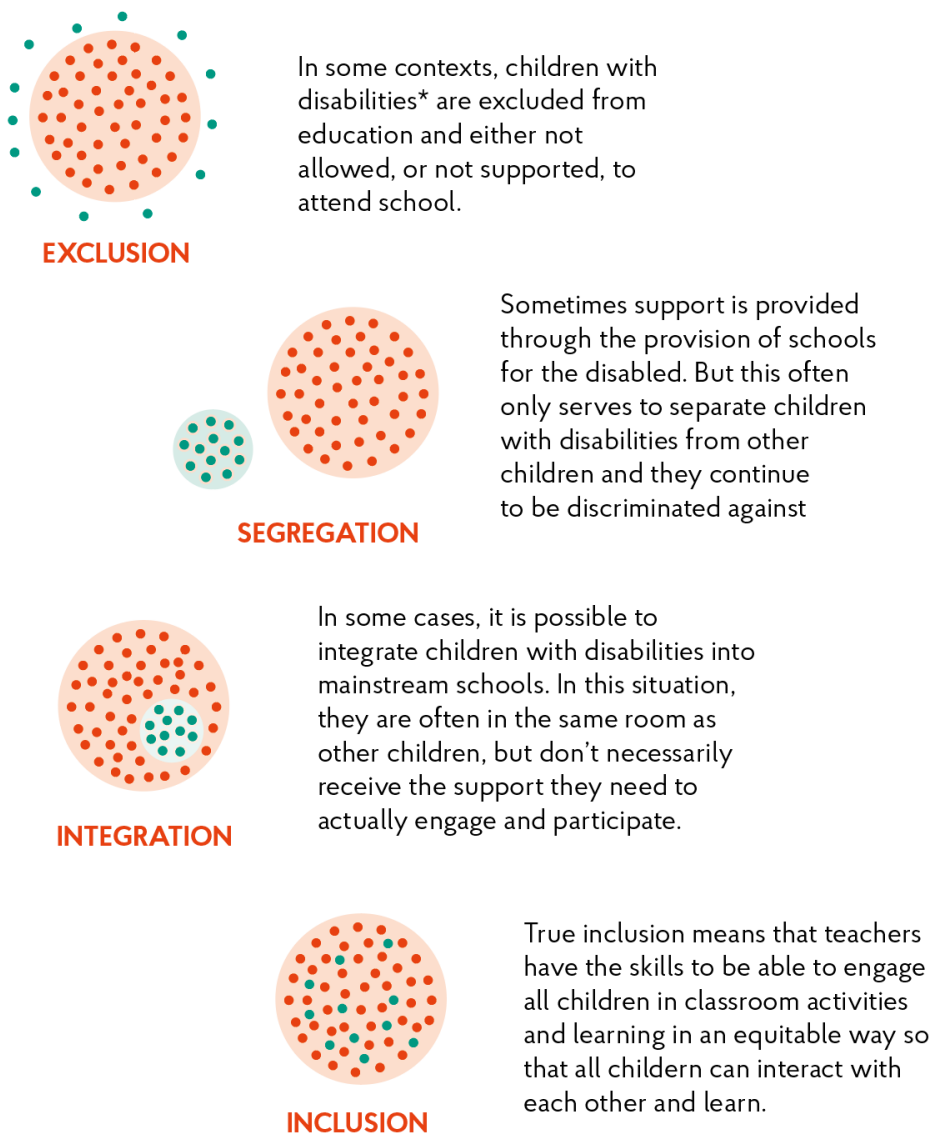 In some contexts, children with
disabilities* are excluded from
education and either not
allowed, or not supported, to
attend school.
EXCLUSION
Sometimes support is provided
through the provision of schools
for the disabled. But this often
only serves to separate children
with disabilities from other
children and they continue
to be discriminated against
SEGREGATION
In some cases, it is possible to
integrate children with disabilities into
mainstream schools. In this situation,
they are often in the same room as
other children, but don’t necessarily
receive the support they need to
actually engage and participate.
INTEGRATION
True inclusion means that teachers
have the skills to be able to engage
all children in classroom activities
and learning in an equitable way so
that all childern can interact with
each other and learn.
INCLUSION